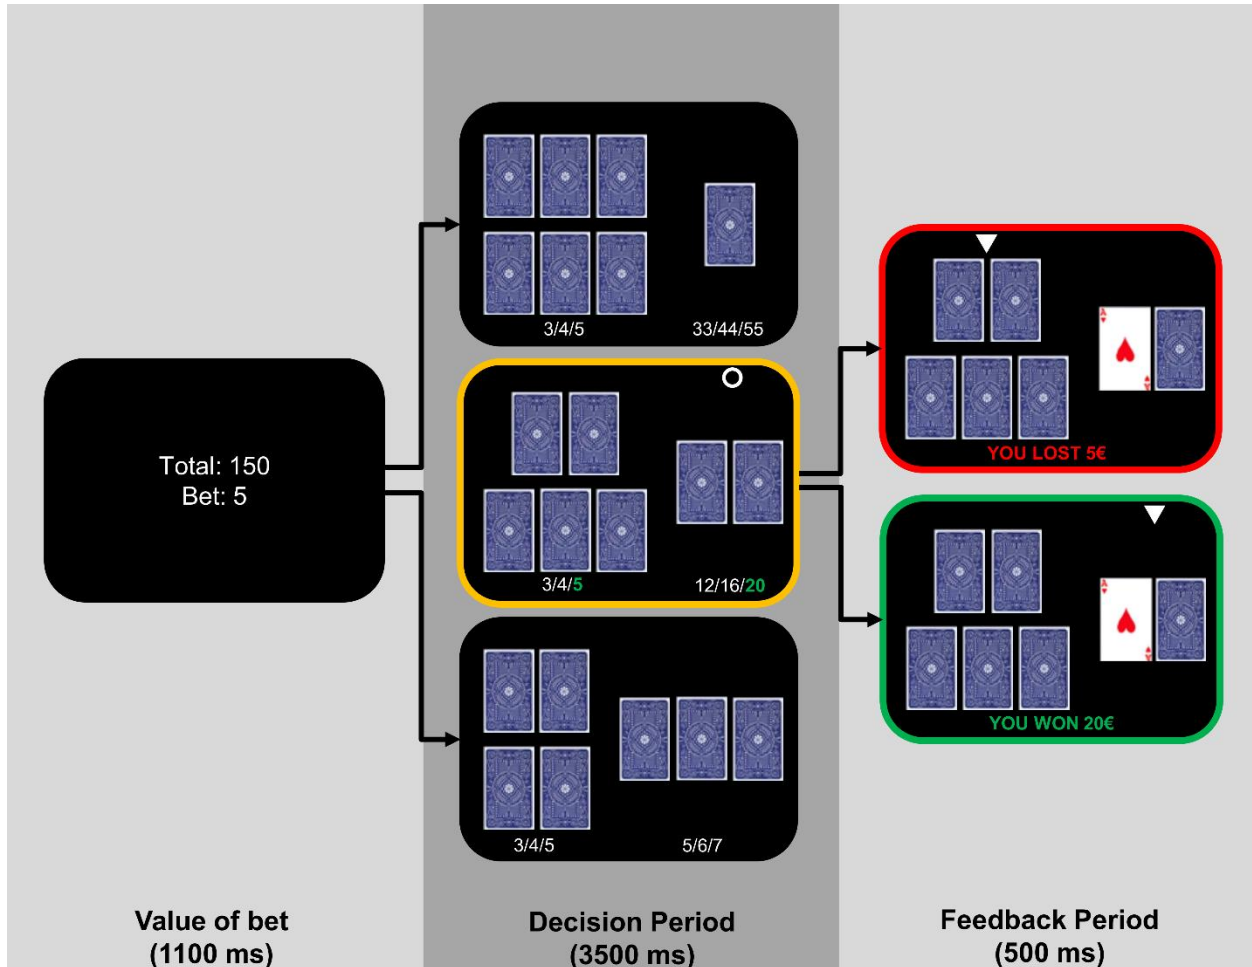 Total: 150
Bet: 5
3/4/5 33/44/55
3/4/5 12/16/20
3/4/5 5/6/7
A
A
YOU LOST 5€
A
A
YOU WON 20€
Value of bet
(1100 ms)
Decision Period
(3500 ms)
Feedback Period
(500 ms)